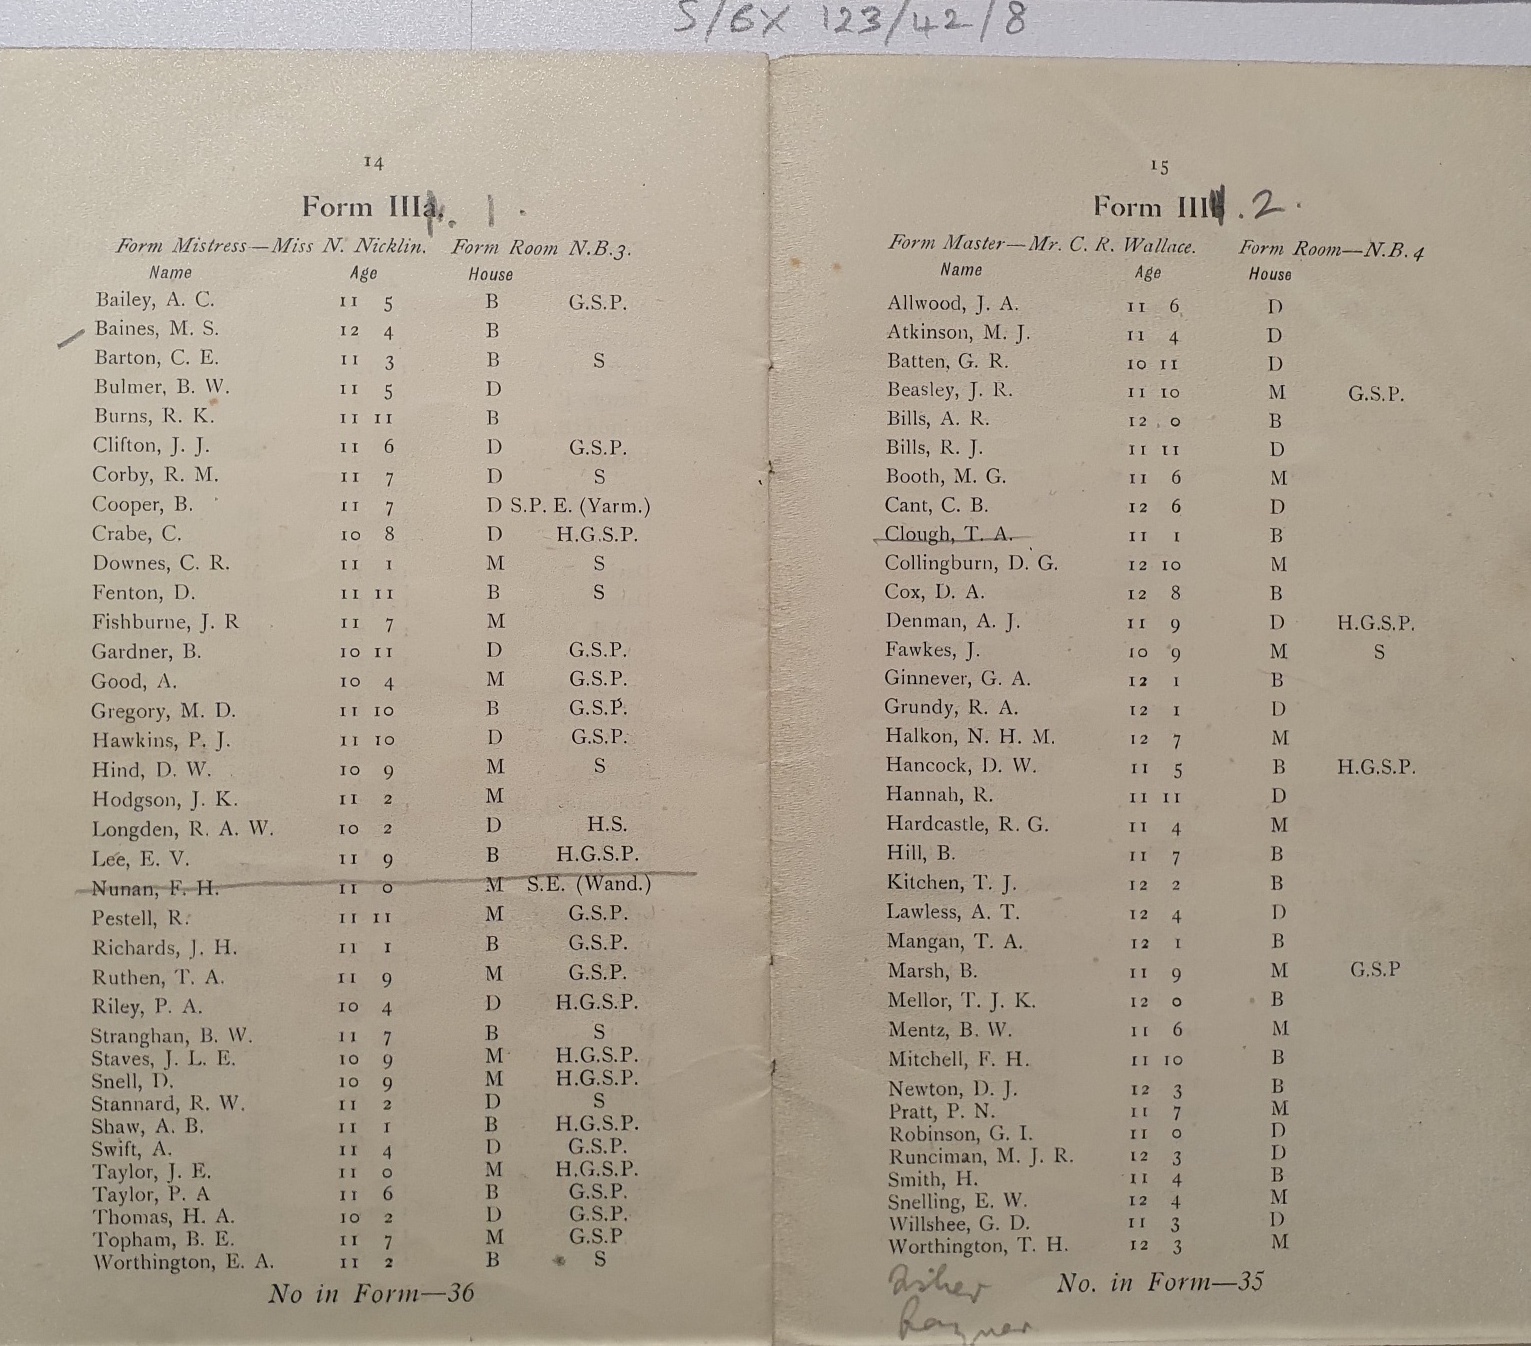 S/6X 123/42/8
14
Form IIIa. 1.
Form Mistress—Miss N. Nicklin. Form Room N.B.3.
Name Age House
Bailey, A. C. 11 5 B G.S.P.
Baines, M. S. 12 4 B
Barton, C. E. 11 3 B S
Bulmer, B. W. 11 5 D
Burns, R. K. 11 11 B
Clifton, J. J. 11 6 D G.S.P.
Corby, R. M. 11 7 D S
Cooper, B. 11 7 D S.P. E. (Yarm.)
Crabe, C. 10 8 D H.G.S.P.
Downes, C. R. 11 1 M S
Fenton, D. 11 11 B S
Fishburne, J. R 11 7 M
Gardner, B. 10 11 D G.S.P.
Good, A. 10 4 M G.S.P.
Gregory, M. D. 11 10 B G.S.P.
Hawkins, P. J. 11 10 D G.S.P.
Hind, D. W. 10 9 M S
Hodgson, J. K. 11 2 M
Longden, R. A. W. 10 2 D H.S.
Lee, E. V. 11 9 B H.G.S.P.
Nunan, F. H. 11 0 M S.E. (Wand.)
Pestell, R. 11 11 M G.S.P.
Richards, J. H. 11 1 B G.S.P.
Ruthen, T. A. 11 9 M G.S.P.
Riley, P. A. 10 4 D H.G.S.P.
Stranghan, B. W. 11 7 B S
Staves, J. L. E. 10 9 M H.G.S.P.
Snell, D. 10 9 M H.G.S.P.
Stannard, R. W. 11 2 D S
Shaw, A. B. 11 1 B H.G.S.P.
Swift, A. 11 4 D G.S.P.
Taylor, J. E. 11 0 M H.G.S.P.
Taylor, P. A 11 6 B G.S.P.
Thomas, H. A. 10 2 D G.S.P.
Topham, B. E. 11 7 M G.S.P
Worthington, E. A. 11 2 B S
No in Form—36
15
Form III .2.
Form Master—Mr. C. R. Wallace. Form Room—N.B.4
Name Age House
Allwood, J. A. 11 6 D
Atkinson, M. J. 11 4 D
Batten, G. R. 10 11 D
Beasley, J. R. 11 10 M G.S.P.
Bills, A. R. 12 0 B
Bills, R. J. 11 11 D
Booth, M. G. 11 6 M
Cant, C. B. 12 6 D
Clough, T. A. 11 1 B
Collingburn, D. G. 12 10 M
Cox, D. A. 12 8 B
Denman, A. J. 11 9 D H.G.S.P.
Fawkes, J. 10 9 M S
Ginnever, G. A. 12 1 B
Grundy, R. A. 12 1 D
Halkon, N. H. M. 12 7 M
Hancock, D. W. 11 5 B H.G.S.P.
Hannah, R. 11 11 D
Hardcastle, R. G. 11 4 M
Hill, B. 11 7 B
Kitchen, T. J. 12 2 B
Lawless, A. T. 12 4 D
Mangan, T. A. 12 1 B
Marsh, B. 11 9 M G.S.P
Mellor, T. J. K. 12 0 B
Mentz, B. W. 11 6 M
Mitchell, F. H. 11 10 B
Newton, D. J. 12 3 B
Pratt, P. N. 11 7 M
Robinson, G. I. 11 0 D
Runciman, M. J. R. 12 3 D
Smith, H. 11 4 B
Snelling, E. W. 12 4 M
Willshee, G. D. 11 3 D
Worthington, T. H. 12 3 M
No. in Form—35